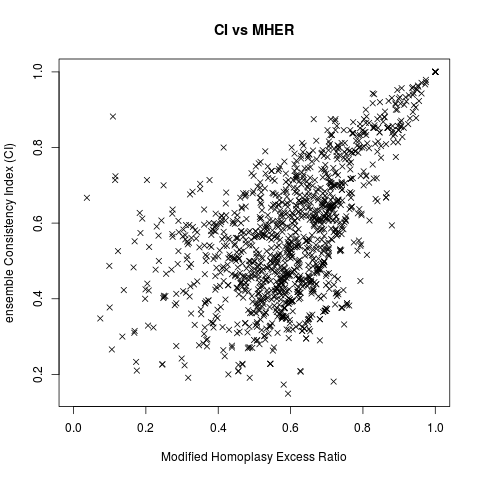 CI vs MHER
ensemble Consistency Index (CI)
1.0
0.8
0.6
0.4
0.2
0.0 0.2 0.4 0.6 0.8 1.0
Modified Homoplasy Excess Ratio